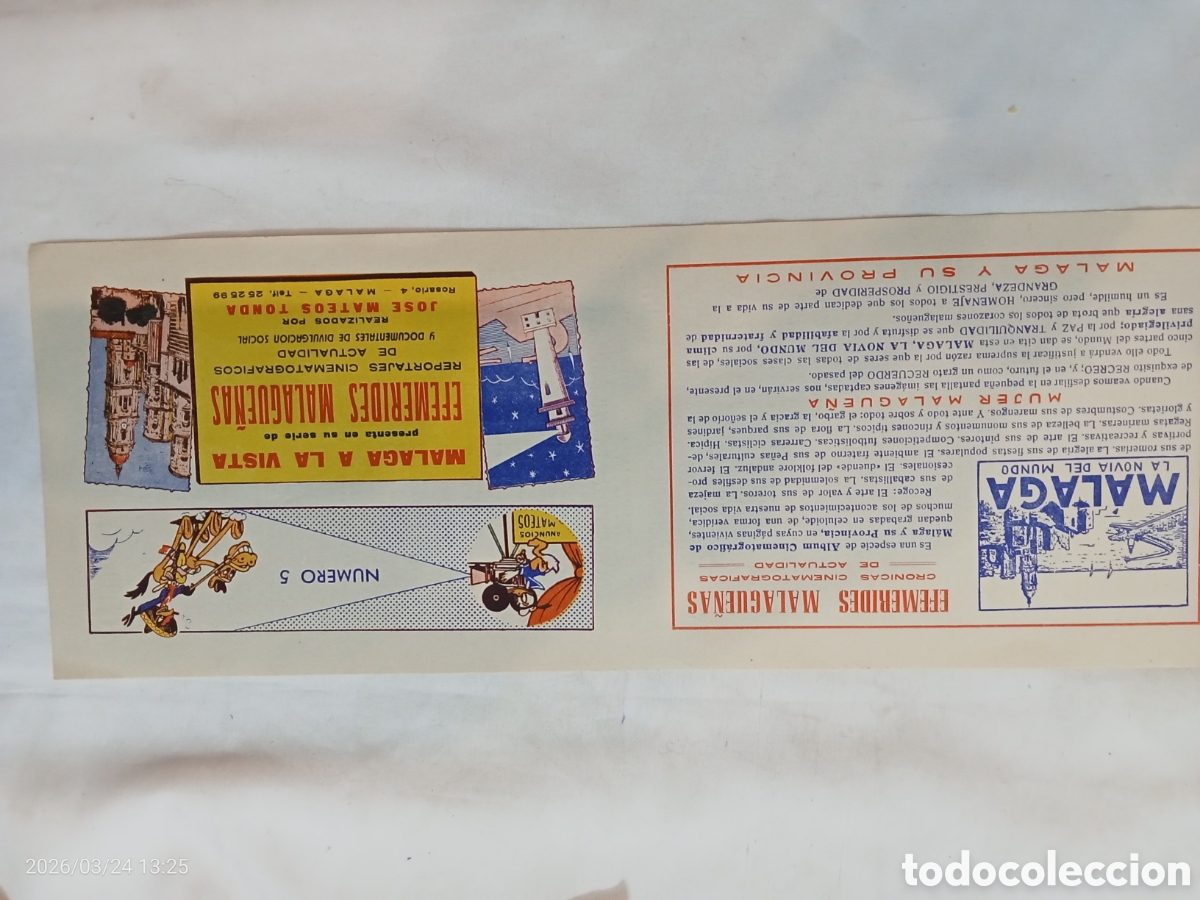 EFEMERIDES MALAGUEÑAS
CRONICAS CINEMATOGRAFICAS
DE ACTUALIDAD
MALAGA
LA NOVIA DEL MUNDO
Es una especie de Album Cinematográfico de
Málaga y su Provincia, en cuyas páginas vivientes,
quedan grabadas en celuloide, de una forma verídica,
muchos de los acontecimientos de nuestra vida social.
Recoge: El arte y valor de sus toreros. La majeza
de sus caballistas. La solemnidad de sus desfiles pro-
cesionales. El «duende» del folklore andaluz. El fervor
de sus romerias. La alegria de sus fiestas populares. El ambiente fraterno de sus Peñas culturales, de-
portivas y recreativas. El arte de sus pintores. Competiciones futbolísticas. Carreras ciclistas. Hípica.
Regatas marineras. La belleza de sus monumentos y rincones típicos. La flora de sus parques, jardines
y glorietas. Costumbres de sus marengos. Y ante todo y sobre todo: el garbo, la gracia y el señorío de la
MUJER MALAGUEÑA
Cuando veamos desfilar en la pequeña pantalla las imágenes captadas, nos servirán, en el presente,
de exquisito RECREO; y, en el futuro, como un grato RECUERDO del pasado.
Todo ello vendrá a justificar la suprema razón por la que seres de todas las clases sociales, de las
cinco partes del Mundo, se dan cita en esta MALAGA, LA NOVIA DEL MUNDO, por su clima
privilegiado; por la PAZ y TRANQUILIDAD que se disfruta y por la afabilidad y fraternidad de
sana alegría que brota de todos los corazones malagueños.
Es un humilde, pero sincero, HOMENAJE a todos los que dedican parte de su vida a la
GRANDEZA, PRESTIGIO y PROSPERIDAD de
MALAGA Y SU PROVINCIA
ANUNCIOS
MATEOS
NUMERO 5
MALAGA A LA VISTA
presenta en su serie de
EFEMERIDES MALAGUEÑAS
REPORTAJES CINEMATOGRAFICOS
DE ACTUALIDAD
Y DOCUMENTALES DE DIVULGACION SOCIAL
REALIZADOS POR
JOSE MATEOS TONDA
Rosario, 4 - MALAGA - Telf. 25 25 99
2026/03/24 13:25
todocoleccion